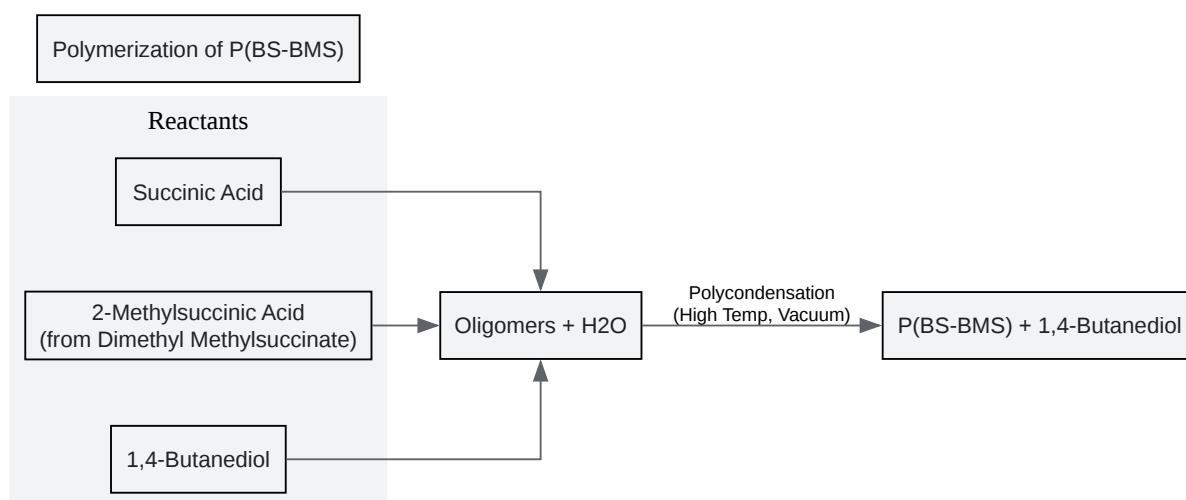 Polymerization of P(BS-BMS)
Reactants
Succinic Acid
2-Methylsuccinic Acid
(from Dimethyl Methylsuccinate)
1,4-Butanediol
Oligomers + H2O
Polycondensation
(High Temp, Vacuum)
P(BS-BMS) + 1,4-Butanediol